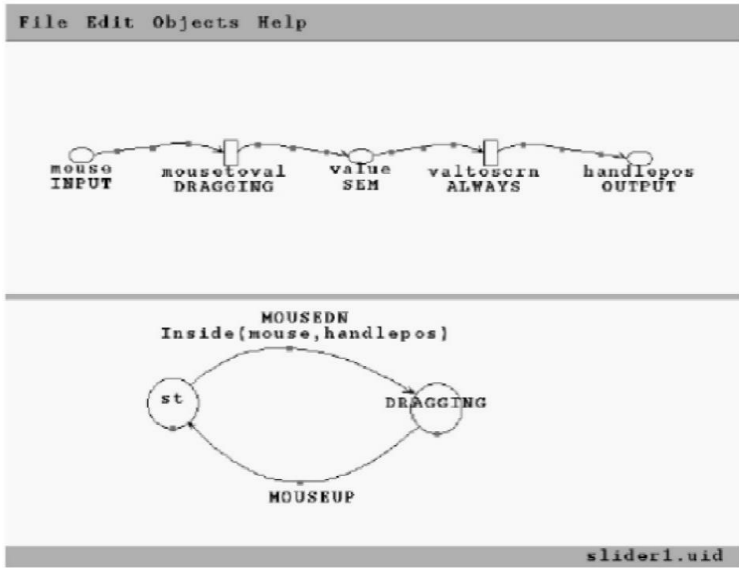 File Edit Objects Help
mouse mousetoval value valtoscrn handlepos
INPUT DRAGGING SEM ALWAYS OUTPUT
MOUSEDN
Inside(mouse,handlepos)
st DRAGGING
MOUSEUP
slider1.uid